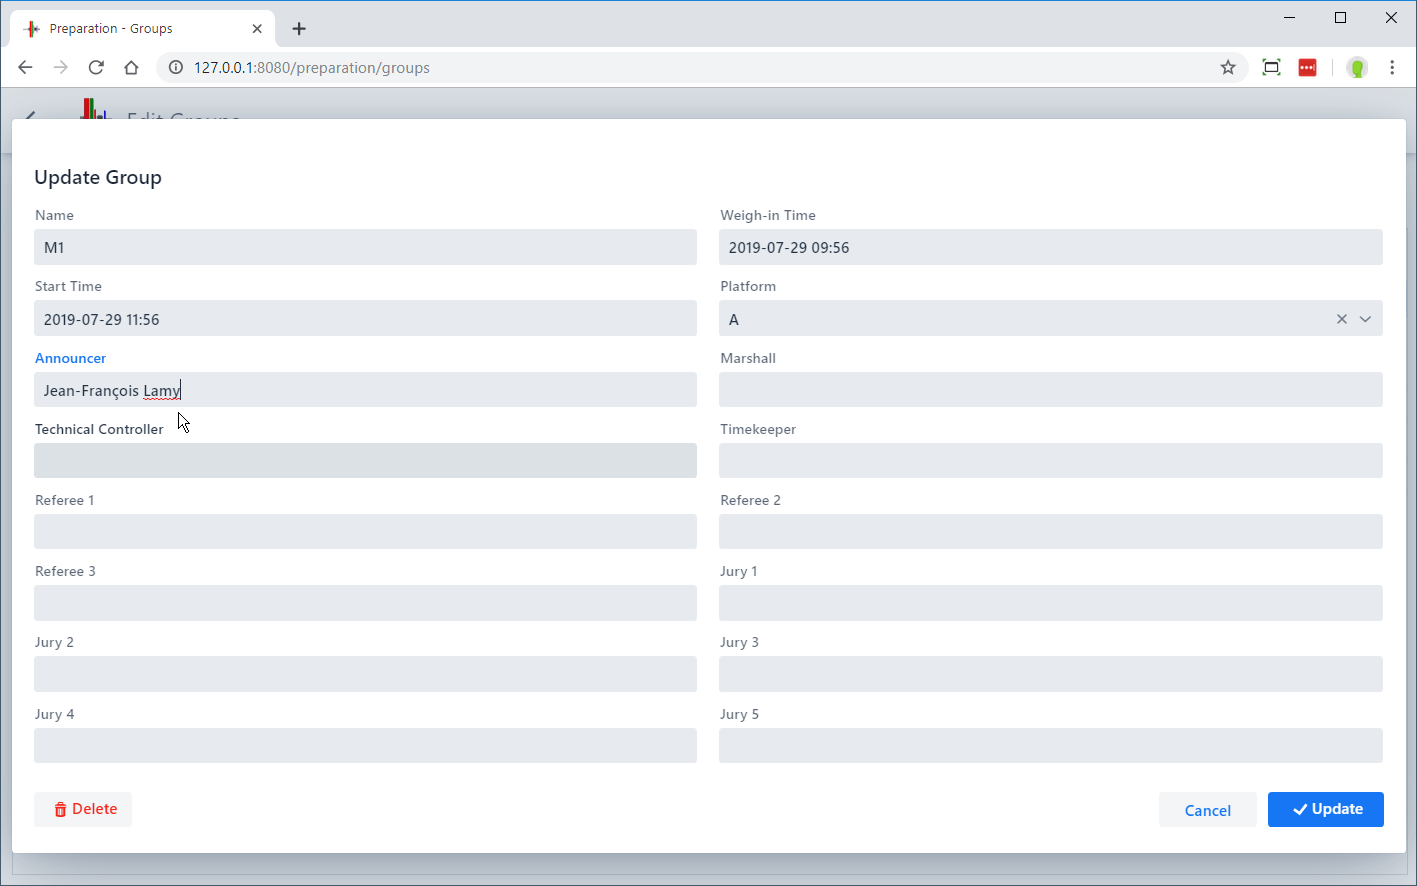 Preparation - Groups
127.0.0.1:8080/preparation/groups
Edit Groups
Update Group
Name
Weigh-in Time
M1
2019-07-29 09:56
Start Time
Platform
2019-07-29 11:56
A
Announcer
Marshall
Jean-François Lamy
Technical Controller
Timekeeper
Referee 1
Referee 2
Referee 3
Jury 1
Jury 2
Jury 3
Jury 4
Jury 5
Delete
Cancel
Update